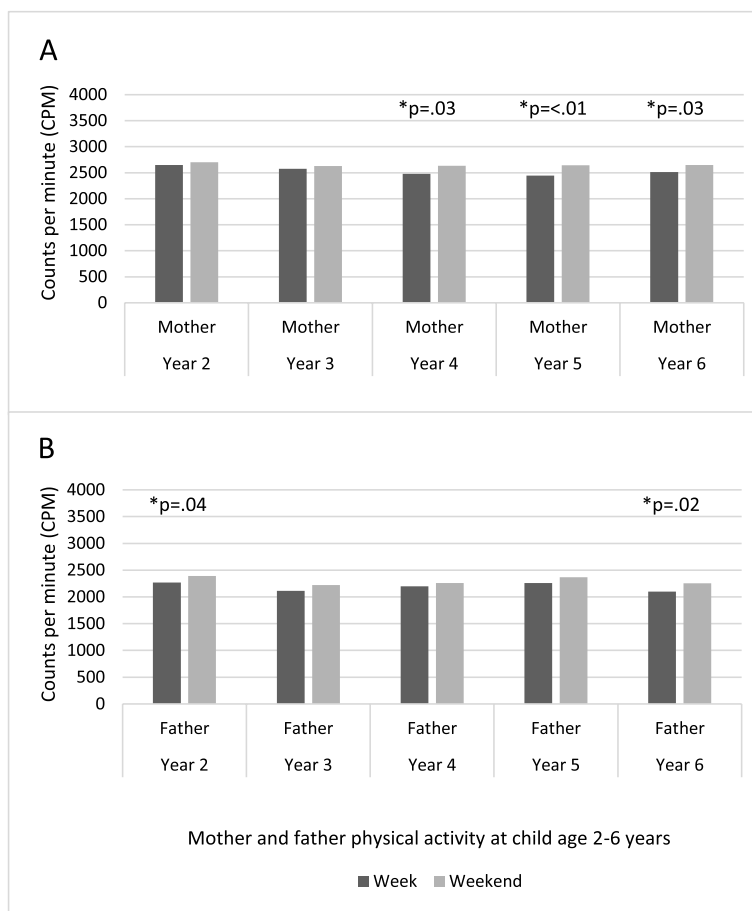 A
Counts per minute (CPM)
4000
3500
3000
2500
2000
1500
1000
500
0
*p=.03 *p=<.01 *p=.03
Mother Mother Mother Mother Mother
Year 2 Year 3 Year 4 Year 5 Year 6
B
Counts per minute (CPM)
4000
3500
3000
2500
2000
1500
1000
500
0
*p=.04 *p=.02
Father Father Father Father Father
Year 2 Year 3 Year 4 Year 5 Year 6
Mother and father physical activity at child age 2-6 years
Week Weekend